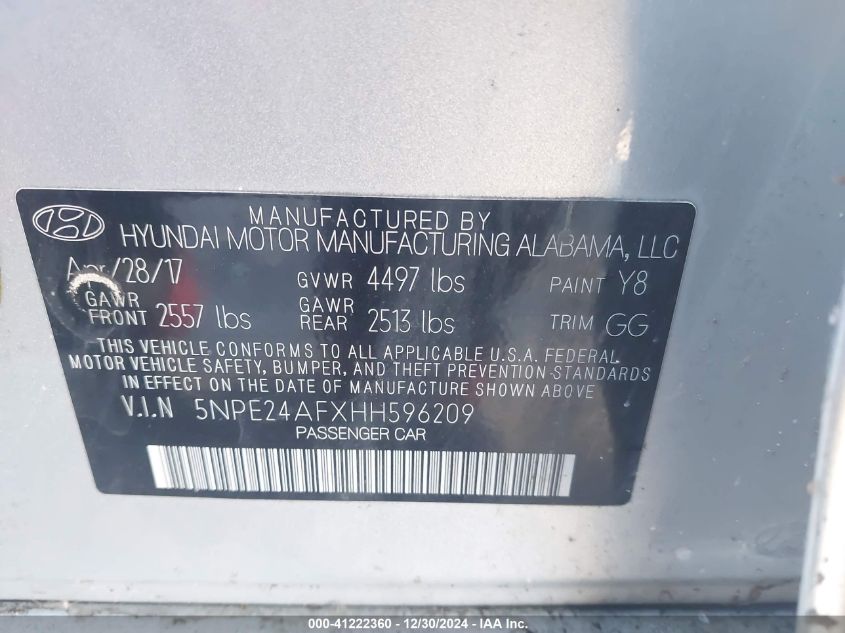 MANUFACTURED BY
HYUNDAI MOTOR MANUFACTURING ALABAMA, LLC
Apr/28/17 GVWR 4497 lbs PAINT Y8
GAWR FRONT 2557 lbs GAWR REAR 2513 lbs TRIM GG
THIS VEHICLE CONFORMS TO ALL APPLICABLE U.S.A. FEDERAL
MOTOR VEHICLE SAFETY, BUMPER, AND THEFT PREVENTION STANDARDS
IN EFFECT ON THE DATE OF MANUFACTURE SHOWN ABOVE
V.I.N 5NPE24AFXHH596209
PASSENGER CAR
000-41222360 - 12/30/2024 - IAA Inc.